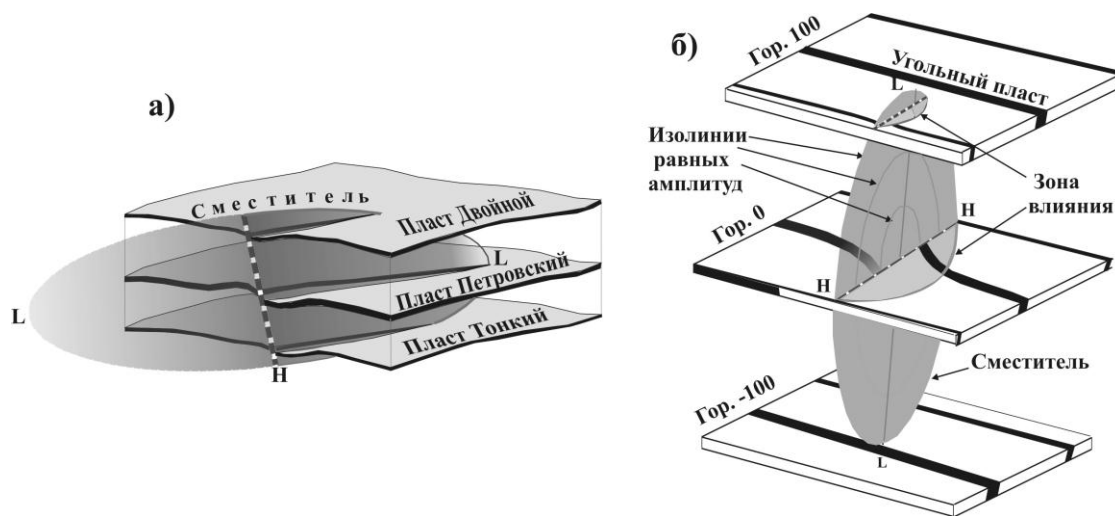 а)
Сместитель
Пласт Двойной
L
Пласт Петровский
L
Пласт Тонкий
H
б)
Гор. 100
Угольный пласт
L
Изолинии
равных
амплитуд
Зона
влияния
H
Гор. 0
H
Сместитель
Гор. -100
L